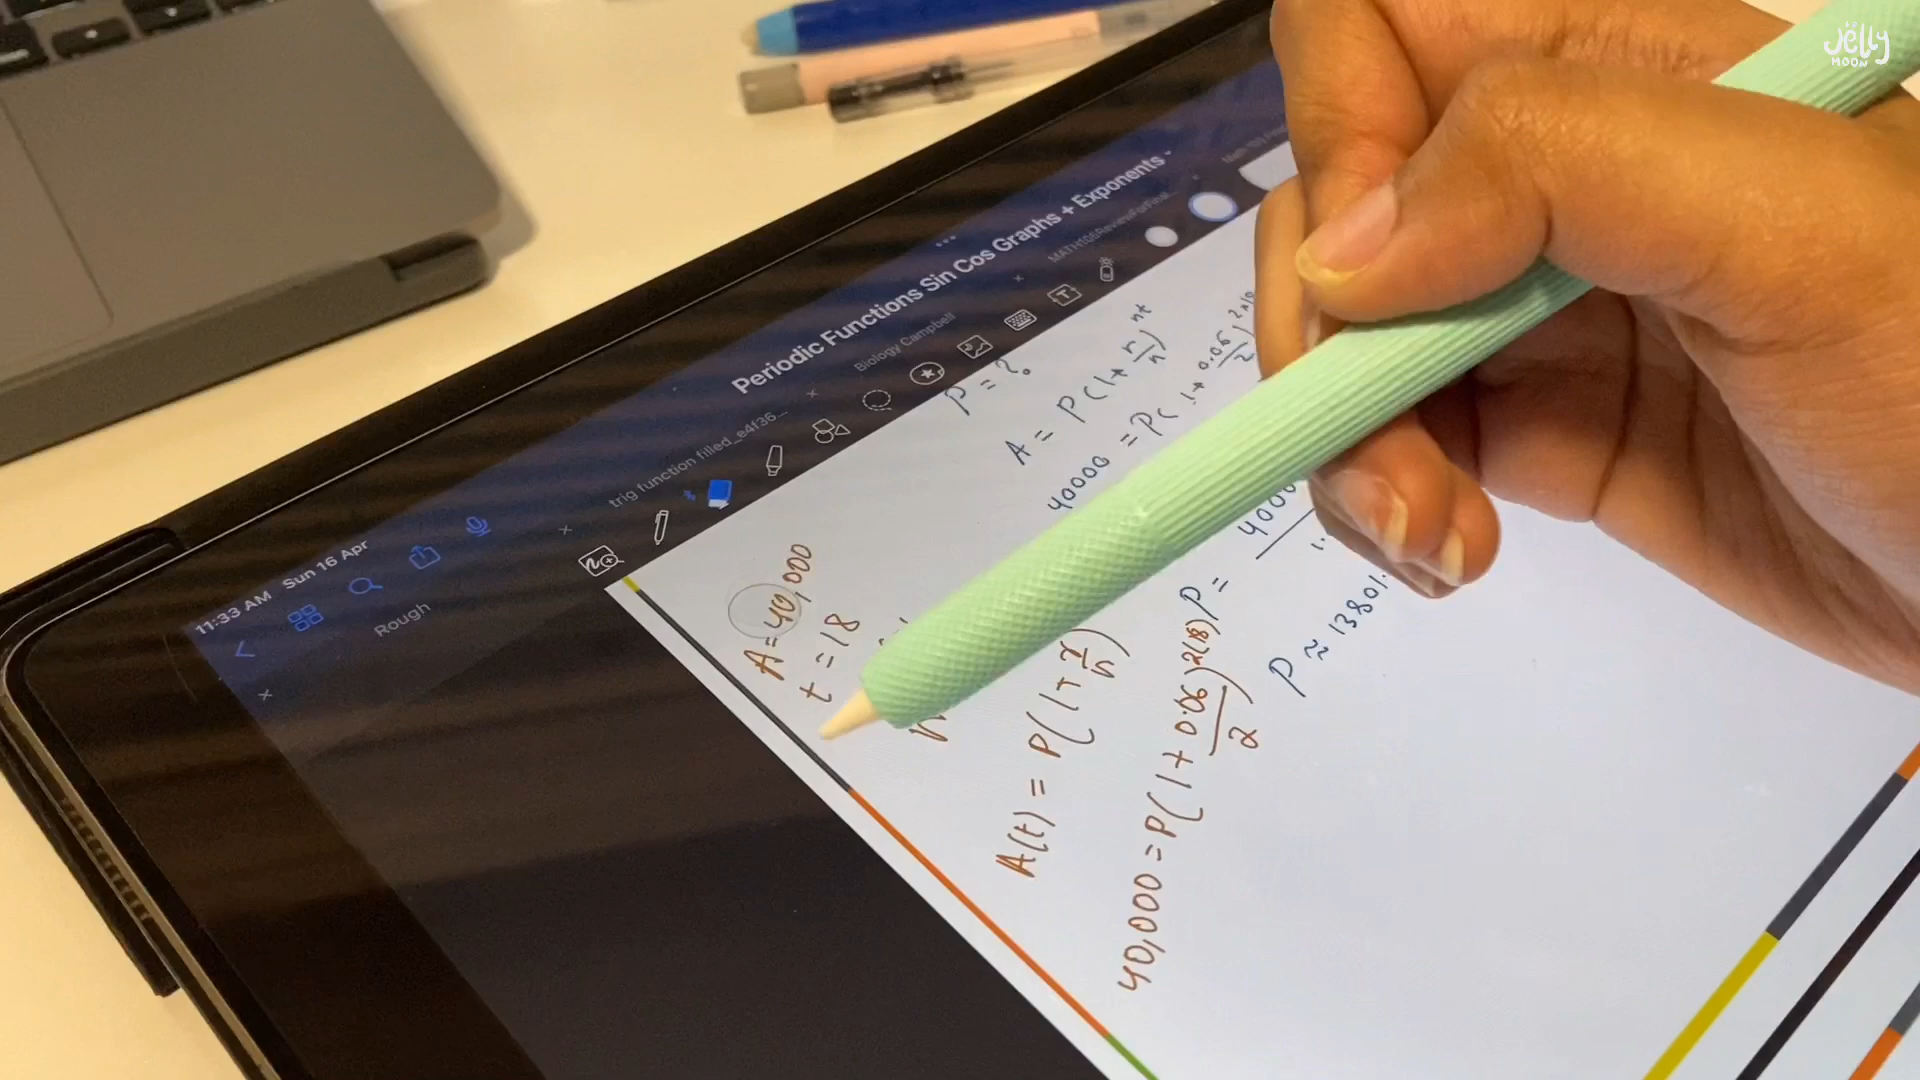 Jelly
MOON
11:33 AM Sun 16 Apr
Periodic Functions Sin Cos Graphs + Exponents
Rough
trig function filled_e4f36...
Biology Campbell
MATH106ReviewForFinal...
P = ?
A = P(1+ r/n)^nt
40000 = P( 1+ 0.06/2)
A = 40,000
t = 18
A(t) = P(1+ r/n)
40,000 = P(1+ 0.06/2)^2(18)
P =
P ≈ 13801.